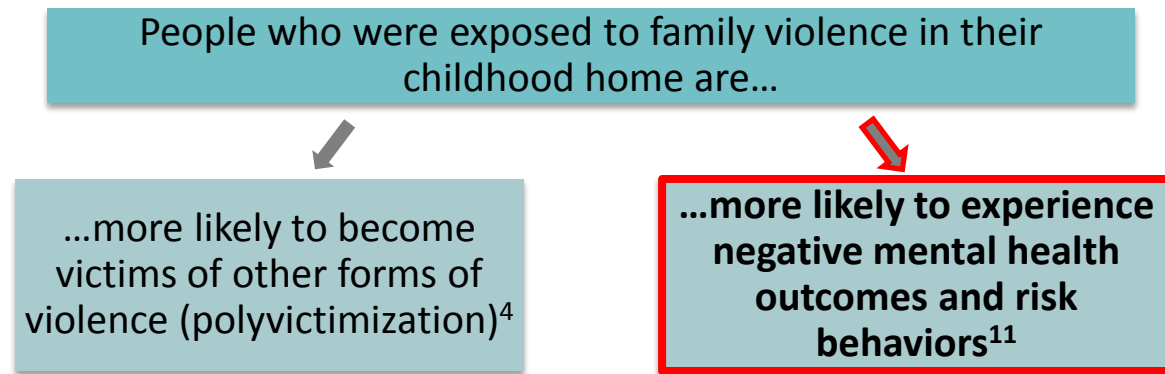 People who were exposed to family violence in their
childhood home are…
…more likely to become
victims of other forms of
violence (polyvictimization)⁴
…more likely to experience
negative mental health
outcomes and risk
behaviors¹¹